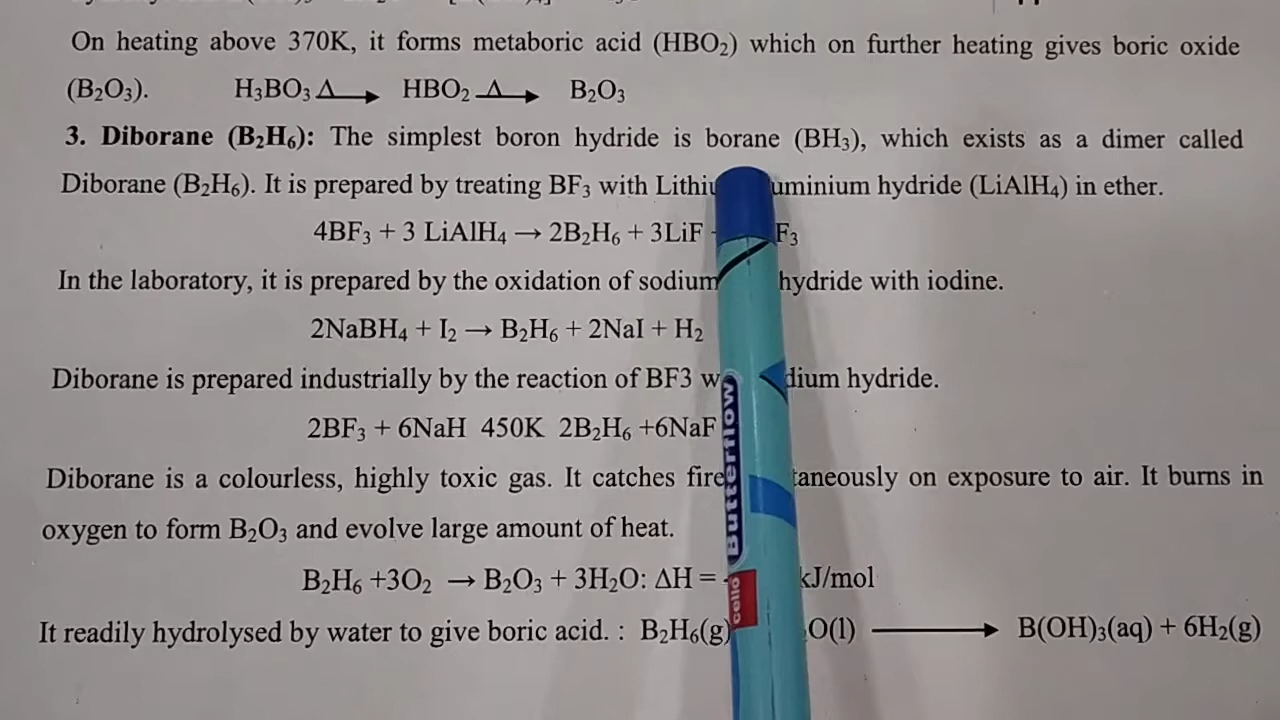 On heating above 370K, it forms metaboric acid (HBO₂) which on further heating gives boric oxide
(B₂O₃). H₃BO₃ Δ→ HBO₂ Δ→ B₂O₃
3. Diborane (B₂H₆): The simplest boron hydride is borane (BH₃), which exists as a dimer called
Diborane (B₂H₆). It is prepared by treating BF₃ with hydride (LiAlH₄) in ether.
4BF₃ + 3 LiAlH₄ → 2B₂H₆ + 3LiF F₃
In the laboratory, it is prepared by the oxidation of sodium hydride with iodine.
2NaBH₄ + I₂ → B₂H₆ + 2NaI + H₂
Diborane is prepared industrially by the reaction of BF3 hydride.
2BF₃ + 6NaH 450K 2B₂H₆ +6NaF
Diborane is a colourless, highly toxic gas. It catches fire on exposure to air. It burns in
oxygen to form B₂O₃ and evolve large amount of heat.
B₂H₆ +3O₂ → B₂O₃ + 3H₂O: ΔH = kJ/mol
It readily hydrolysed by water to give boric acid. : B₂H₆(g) O(l) → B(OH)₃(aq) + 6H₂(g)
Butterflow
cello